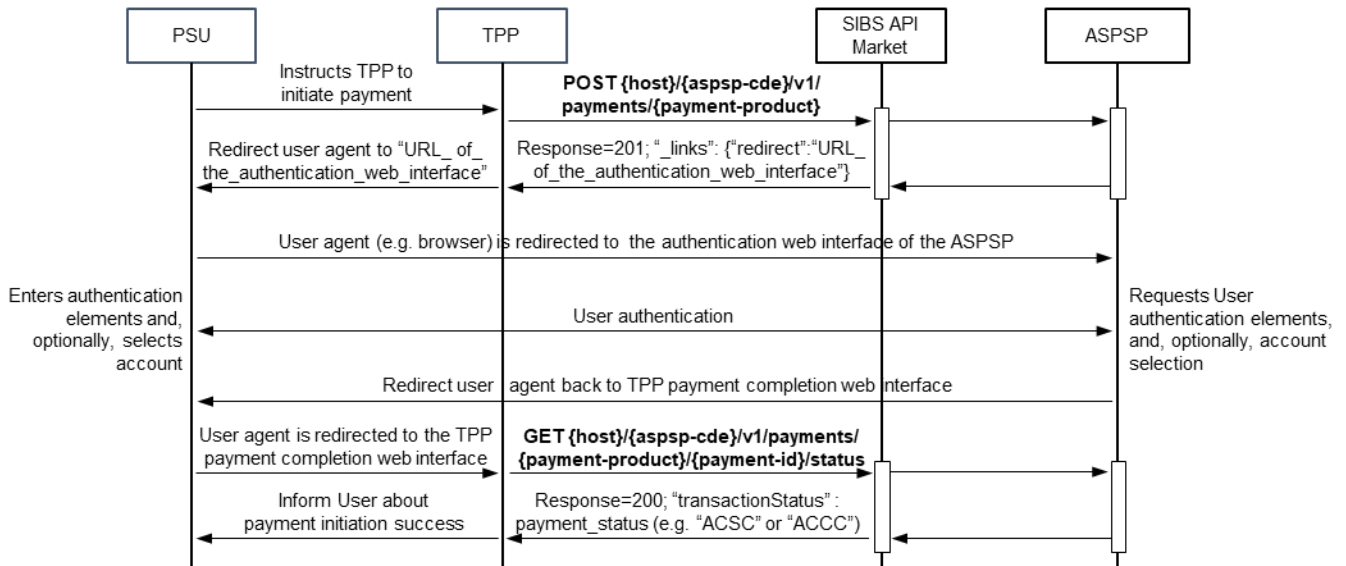 PSU
TPP
SIBS API
Market
ASPSP
Instructs TPP to
initiate payment
POST {host}/{aspsp-cde}/v1/
payments/{payment-product}
Redirect user agent to “URL_ of_
the_authentication_web_interface”
Response=201; “_links”: {“redirect”:“URL_
of_the_authentication_web_interface”}
User agent (e.g. browser) is redirected to the authentication web interface of the ASPSP
Enters authentication
elements and,
optionally, selects
account
User authentication
Requests User
authentication elements,
and, optionally, account
selection
Redirect user agent back to TPP payment completion web interface
User agent is redirected to the TPP
payment completion web interface
GET {host}/{aspsp-cde}/v1/payments/
{payment-product}/{payment-id}/status
Inform User about
payment initiation success
Response=200; “transactionStatus” :
payment_status (e.g. “ACSC” or “ACCC”)